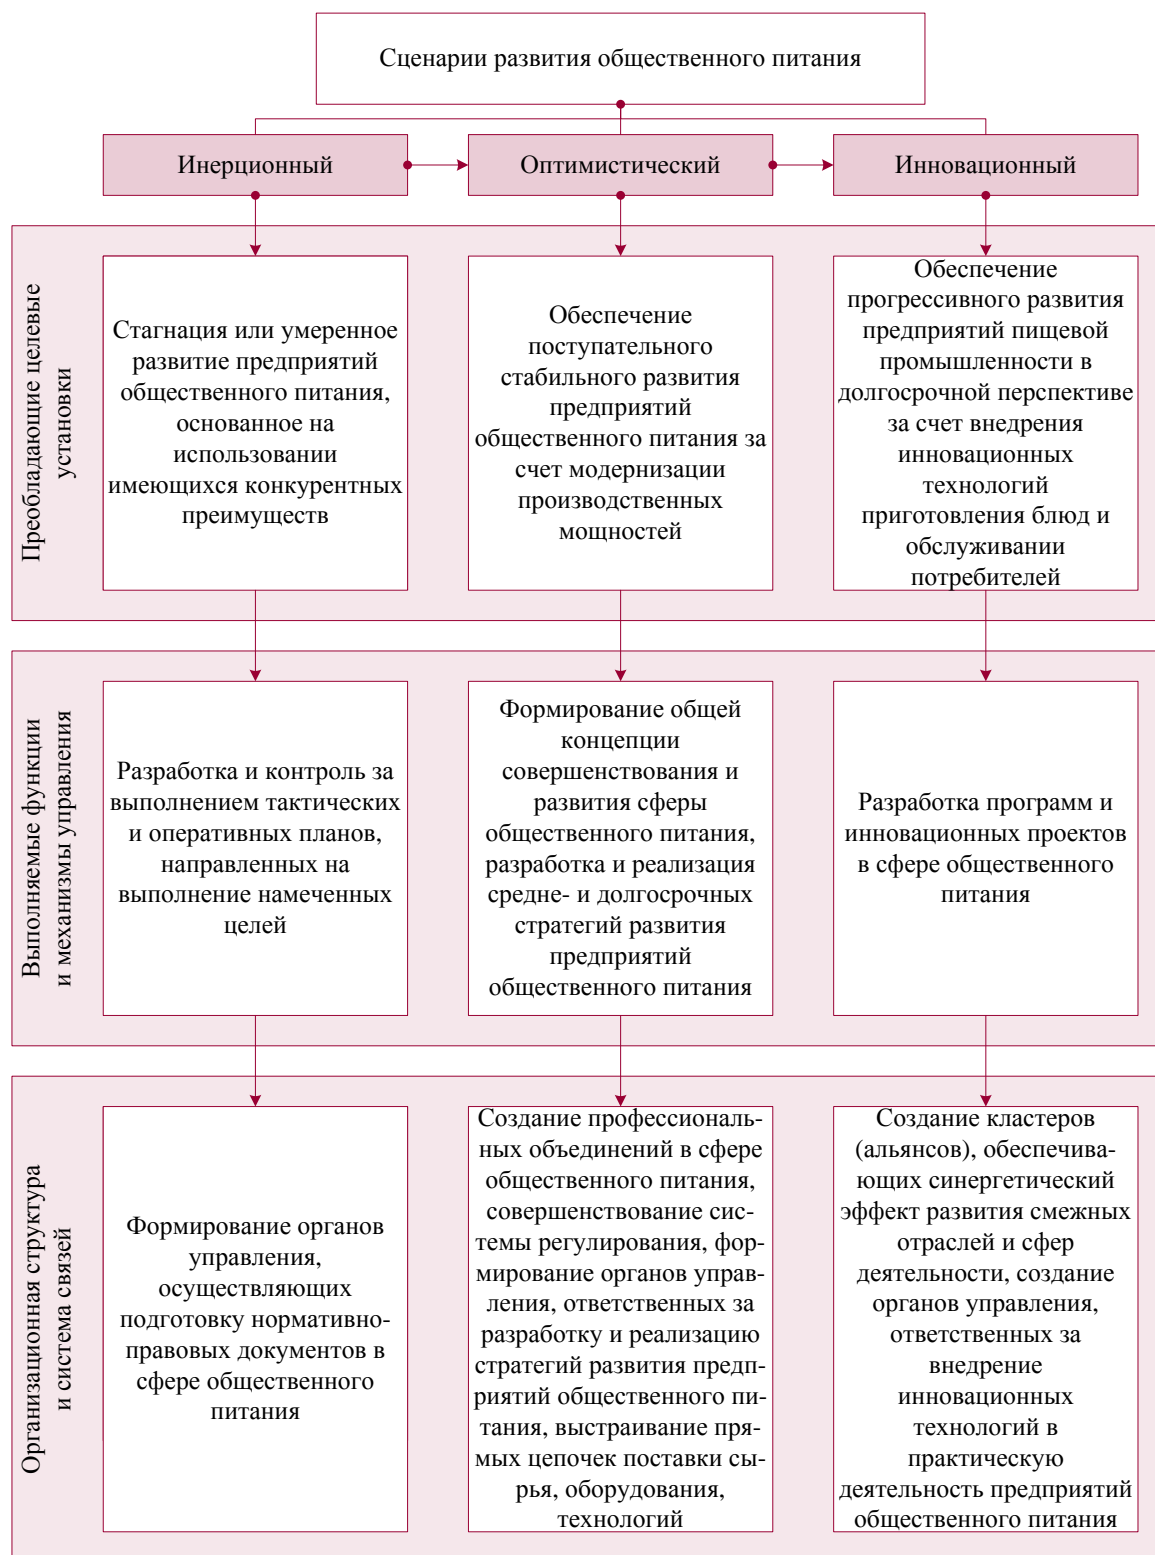 Сценарии развития общественного питания
Инерционный
Оптимистический
Инновационный
Преобладающие целевые
установки
Стагнация или умеренное
развитие предприятий
общественного питания,
основанное на
использовании
имеющихся конкурентных
преимуществ
Обеспечение
поступательного
стабильного развития
предприятий
общественного питания за
счет модернизации
производственных
мощностей
Обеспечение
прогрессивного развития
предприятий пищевой
промышленности в
долгосрочной перспективе
за счет внедрения
инновационных
технологий
приготовления блюд и
обслуживании
потребителей
Выполняемые функции
и механизмы управления
Разработка и контроль за
выполнением тактических
и оперативных планов,
направленных на
выполнение намеченных
целей
Формирование общей
концепции
совершенствования и
развития сферы
общественного питания,
разработка и реализация
средне- и долгосрочных
стратегий развития
предприятий
общественного питания
Разработка программ и
инновационных проектов
в сфере общественного
питания
Организационная структура
и система связей
Формирование органов
управления,
осуществляющих
подготовку нормативно-
правовых документов в
сфере общественного
питания
Создание профессиональ-
ных объединений в сфере
общественного питания,
совершенствование сис-
темы регулирования, фор-
мирование органов управ-
ления, ответственных за
разработку и реализацию
стратегий развития предп-
риятий общественного пи-
тания, выстраивание пря-
мых цепочек поставки сы-
рья, оборудования,
технологий
Создание кластеров
(альянсов), обеспечива-
ющих синергетический
эффект развития смежных
отраслей и сфер
деятельности, создание
органов управления,
ответственных за
внедрение
инновационных
технологий в
практическую
деятельность предприятий
общественного питания